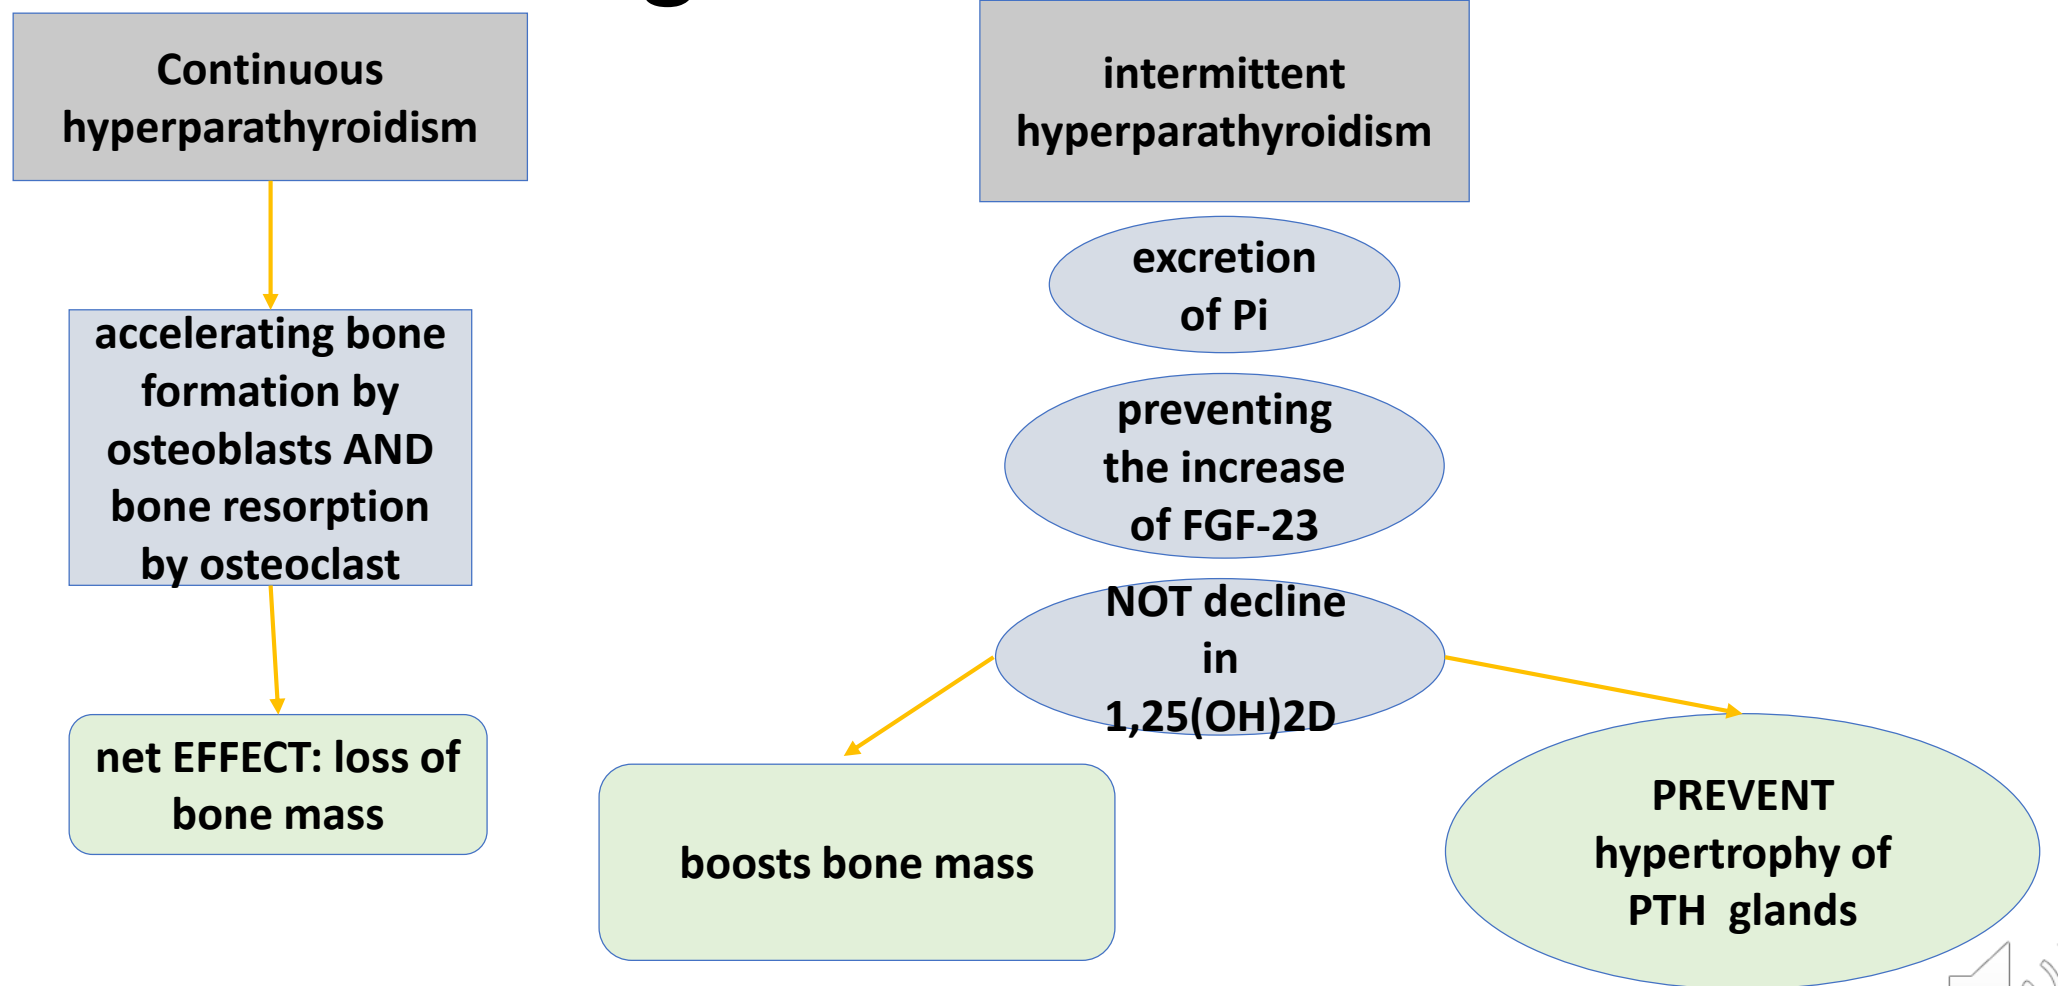 Continuous
hyperparathyroidism
intermittent
hyperparathyroidism
excretion
of Pi
accelerating bone
formation by
osteoblasts AND
bone resorption
by osteoclast
preventing
the increase
of FGF-23
NOT decline
in
1,25(OH)2D
net EFFECT: loss of
bone mass
boosts bone mass
PREVENT
hypertrophy of
PTH glands